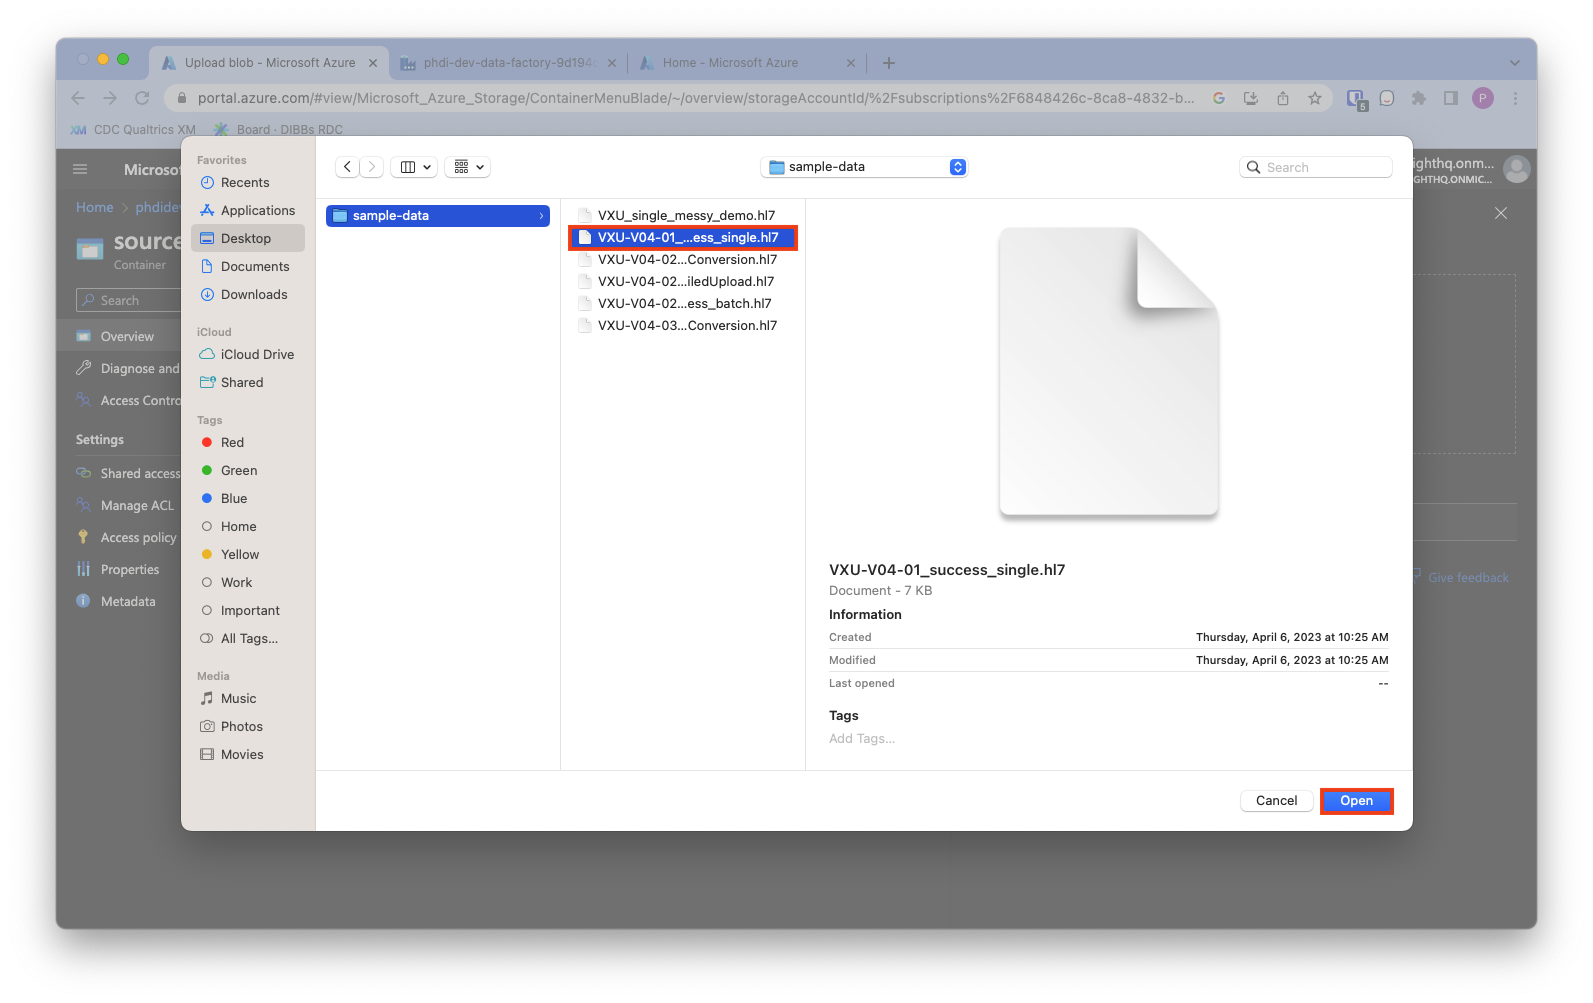 Upload blob - Microsoft Azure
phdi-dev-data-factory-9d194
Home - Microsoft Azure
portal.azure.com/#view/Microsoft_Azure_Storage/ContainerMenuBlade/~/overview/storageAccountId/%2Fsubscriptions%2F6848426c-8ca8-4832-b...
G
5
P
XM CDC Qualtrics XM
Board · DIBBs RDC
Microsof
ighthq.onm...
GHTHQ.ONMIC...
Home > phdidev
source
Container
Search
Overview
Diagnose and
Access Contro
Settings
Shared access
Manage ACL
Access policy
Properties
Metadata
Give feedback
Favorites
Recents
Applications
Desktop
Documents
Downloads
iCloud
iCloud Drive
Shared
Tags
Red
Green
Blue
Home
Yellow
Work
Important
All Tags...
Media
Music
Photos
Movies
sample-data
Search
sample-data
VXU_single_messy_demo.hl7
VXU-V04-01_...ess_single.hl7
VXU-V04-02...Conversion.hl7
VXU-V04-02...iledUpload.hl7
VXU-V04-02...ess_batch.hl7
VXU-V04-03...Conversion.hl7
VXU-V04-01_success_single.hl7
Document - 7 KB
Information
Created Thursday, April 6, 2023 at 10:25 AM
Modified Thursday, April 6, 2023 at 10:25 AM
Last opened --
Tags
Add Tags...
Cancel
Open